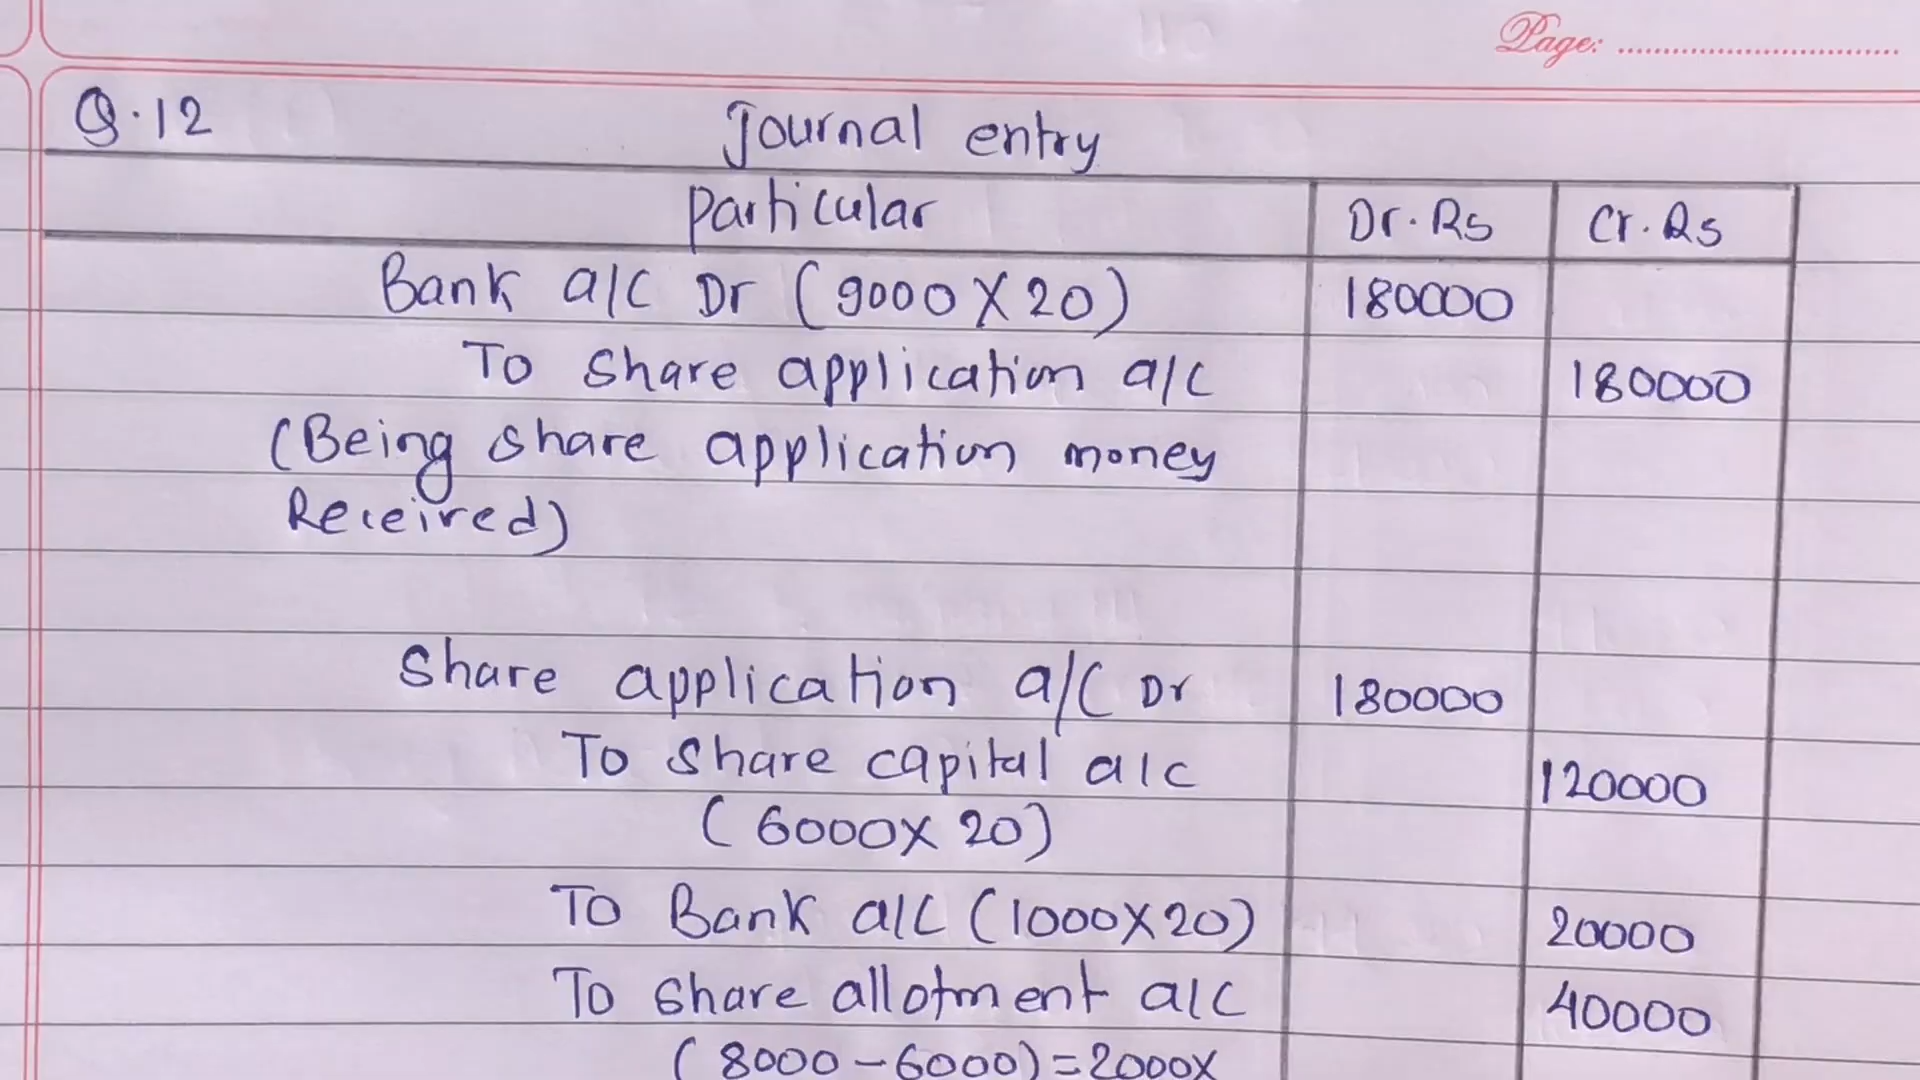 Page:
Q.12 Journal entry
Particular Dr. Rs Cr. Rs
Bank a/c Dr (9000 X 20) 180000
To share application a/c 180000
(Being share application money
Received)
Share application a/c Dr 180000
To share capital a/c 120000
(6000 X 20)
To Bank a/c (1000 X 20) 20000
To share allotment a/c 40000
(8000 - 6000) = 2000 X